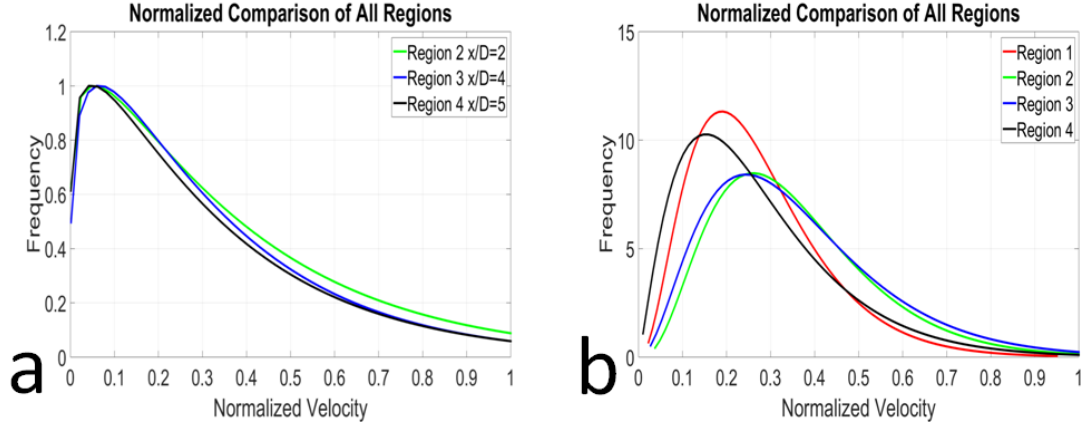 Normalized Comparison of All Regions
1.2
1
0.8
0.6
0.4
0.2
0
Frequency
Region 2 x/D=2
Region 3 x/D=4
Region 4 x/D=5
0 0.1 0.2 0.3 0.4 0.5 0.6 0.7 0.8 0.9 1
Normalized Velocity
a
Normalized Comparison of All Regions
15
10
5
0
Frequency
Region 1
Region 2
Region 3
Region 4
0 0.1 0.2 0.3 0.4 0.5 0.6 0.7 0.8 0.9 1
Normalized Velocity
b